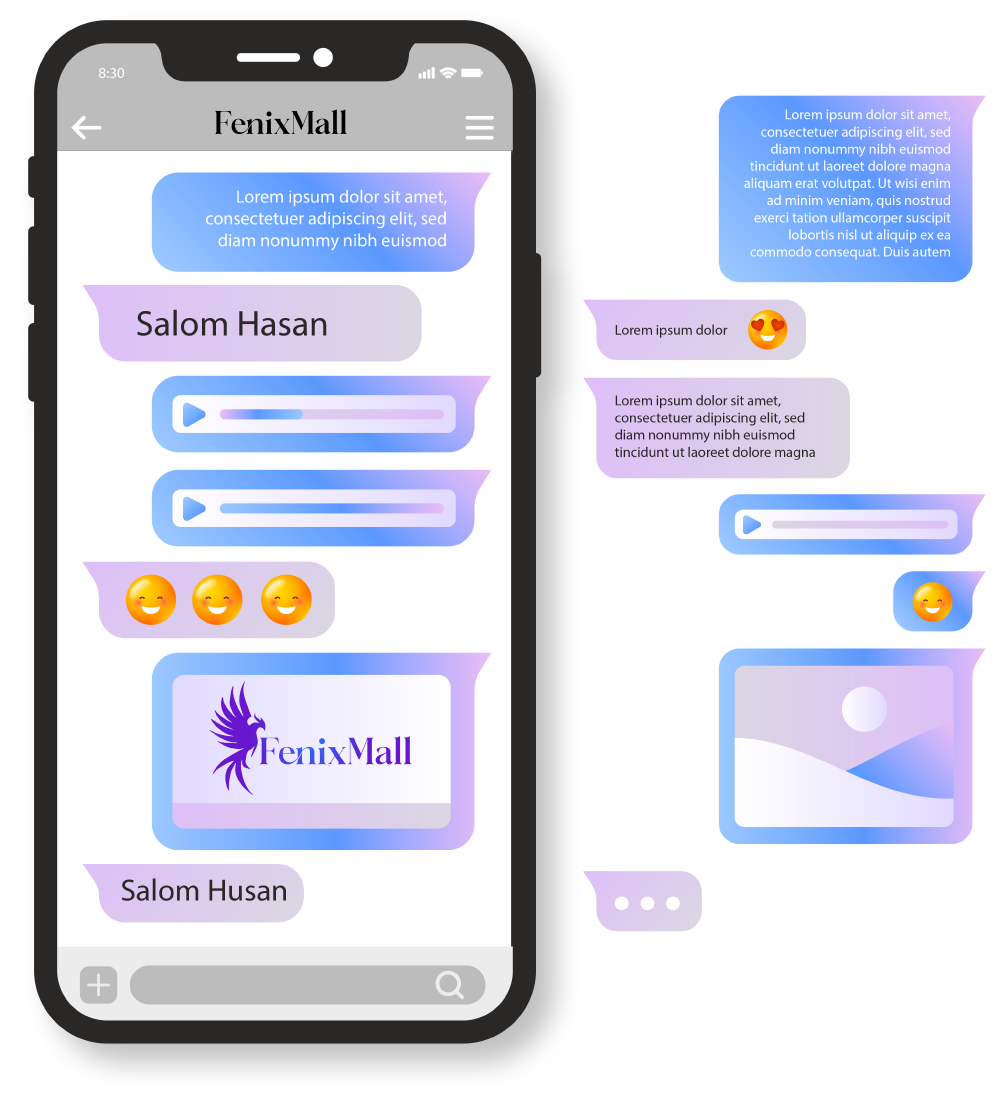 8:30
FenixMall
Lorem ipsum dolor sit amet,
consectetuer adipiscing elit, sed
diam nonummy nibh euismod
Salom Hasan
FenixMall
Salom Husan
Lorem ipsum dolor sit amet,
consectetuer adipiscing elit, sed
diam nonummy nibh euismod
tincidunt ut laoreet dolore magna
aliquam erat volutpat. Ut wisi enim
ad minim veniam, quis nostrud
exerci tation ullamcorper suscipit
lobortis nisl ut aliquip ex ea
commodo consequat. Duis autem
Lorem ipsum dolor
Lorem ipsum dolor sit amet,
consectetuer adipiscing elit, sed
diam nonummy nibh euismod
tincidunt ut laoreet dolore magna